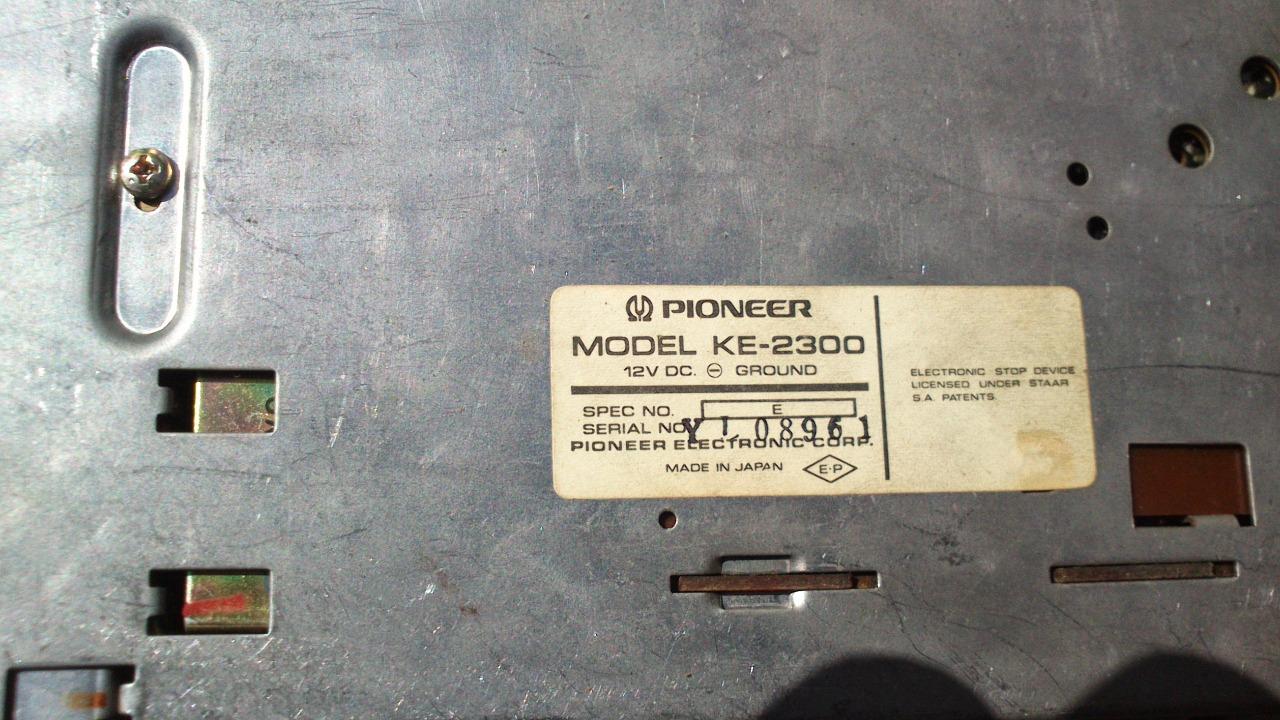 PIONEER
MODEL KE-2300
12V DC. ⊖ GROUND
SPEC NO. E
SERIAL NO. 08961
PIONEER ELECTRONIC CORP.
MADE IN JAPAN E·P
ELECTRONIC STOP DEVICE
LICENSED UNDER STAAR
S.A. PATENTS.